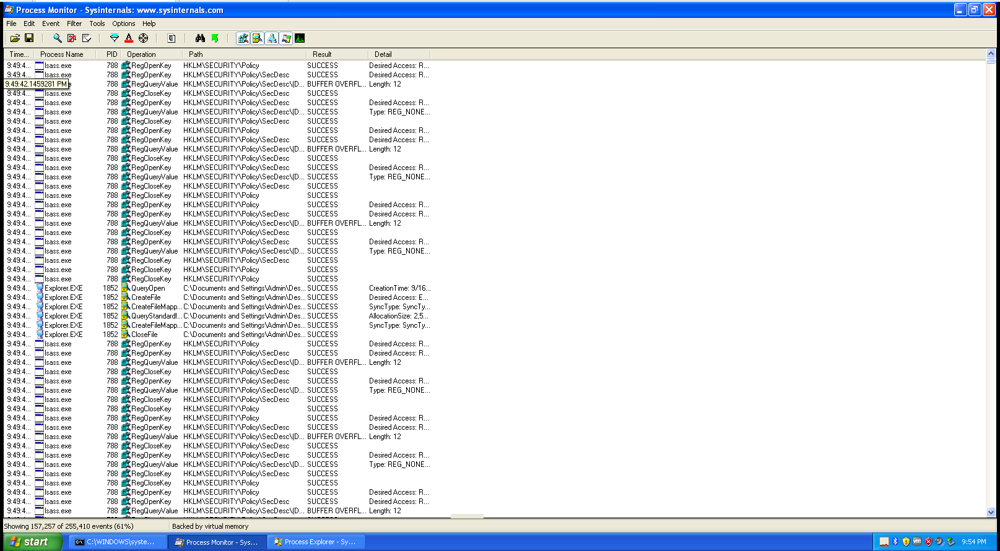 Process Monitor - Sysinternals: www.sysinternals.com
File Edit Event Filter Tools Options Help
Time... Process Name PID Operation Path Result Detail
9:49:4... lsass.exe 788 RegOpenKey HKLM\SECURITY\Policy SUCCESS Desired Access: R...
9:49:4... lsass.exe 788 RegOpenKey HKLM\SECURITY\Policy\SecDesc SUCCESS Desired Access: R...
9:49:42.1459281 PM 788 RegQueryValue HKLM\SECURITY\Policy\SecDesc\(D... BUFFER OVERFL... Length: 12
9:49:4... lsass.exe 788 RegCloseKey HKLM\SECURITY\Policy\SecDesc SUCCESS
9:49:4... lsass.exe 788 RegOpenKey HKLM\SECURITY\Policy\SecDesc SUCCESS Desired Access: R...
9:49:4... lsass.exe 788 RegQueryValue HKLM\SECURITY\Policy\SecDesc\(D... SUCCESS Type: REG_NONE...
9:49:4... lsass.exe 788 RegCloseKey HKLM\SECURITY\Policy\SecDesc SUCCESS
9:49:4... lsass.exe 788 RegOpenKey HKLM\SECURITY\Policy SUCCESS Desired Access: R...
9:49:4... lsass.exe 788 RegOpenKey HKLM\SECURITY\Policy\SecDesc SUCCESS Desired Access: R...
9:49:4... lsass.exe 788 RegQueryValue HKLM\SECURITY\Policy\SecDesc\(D... BUFFER OVERFL... Length: 12
9:49:4... lsass.exe 788 RegCloseKey HKLM\SECURITY\Policy\SecDesc SUCCESS
9:49:4... lsass.exe 788 RegOpenKey HKLM\SECURITY\Policy\SecDesc SUCCESS Desired Access: R...
9:49:4... lsass.exe 788 RegQueryValue HKLM\SECURITY\Policy\SecDesc\(D... SUCCESS Type: REG_NONE...
9:49:4... lsass.exe 788 RegCloseKey HKLM\SECURITY\Policy\SecDesc SUCCESS
9:49:4... lsass.exe 788 RegCloseKey HKLM\SECURITY\Policy SUCCESS
9:49:4... lsass.exe 788 RegOpenKey HKLM\SECURITY\Policy SUCCESS Desired Access: R...
9:49:4... lsass.exe 788 RegOpenKey HKLM\SECURITY\Policy\SecDesc SUCCESS Desired Access: R...
9:49:4... lsass.exe 788 RegQueryValue HKLM\SECURITY\Policy\SecDesc\(D... BUFFER OVERFL... Length: 12
9:49:4... lsass.exe 788 RegCloseKey HKLM\SECURITY\Policy\SecDesc SUCCESS
9:49:4... lsass.exe 788 RegOpenKey HKLM\SECURITY\Policy\SecDesc SUCCESS Desired Access: R...
9:49:4... lsass.exe 788 RegQueryValue HKLM\SECURITY\Policy\SecDesc\(D... SUCCESS Type: REG_NONE...
9:49:4... lsass.exe 788 RegCloseKey HKLM\SECURITY\Policy\SecDesc SUCCESS
9:49:4... lsass.exe 788 RegCloseKey HKLM\SECURITY\Policy SUCCESS
9:49:4... lsass.exe 788 RegCloseKey HKLM\SECURITY\Policy SUCCESS
9:49:4... Explorer.EXE 1852 QueryOpen C:\Documents and Settings\Admin\Des... SUCCESS CreationTime: 9/16...
9:49:4... Explorer.EXE 1852 CreateFile C:\Documents and Settings\Admin\Des... SUCCESS Desired Access: E...
9:49:4... Explorer.EXE 1852 CreateFileMapp... C:\Documents and Settings\Admin\Des... SUCCESS SyncType: SyncTy...
9:49:4... Explorer.EXE 1852 QueryStandardI... C:\Documents and Settings\Admin\Des... SUCCESS AllocationSize: 2,5...
9:49:4... Explorer.EXE 1852 CreateFileMapp... C:\Documents and Settings\Admin\Des... SUCCESS SyncType: SyncTy...
9:49:4... Explorer.EXE 1852 CloseFile C:\Documents and Settings\Admin\Des... SUCCESS
9:49:4... lsass.exe 788 RegOpenKey HKLM\SECURITY\Policy SUCCESS Desired Access: R...
9:49:4... lsass.exe 788 RegOpenKey HKLM\SECURITY\Policy\SecDesc SUCCESS Desired Access: R...
9:49:4... lsass.exe 788 RegQueryValue HKLM\SECURITY\Policy\SecDesc\(D... BUFFER OVERFL... Length: 12
9:49:4... lsass.exe 788 RegCloseKey HKLM\SECURITY\Policy\SecDesc SUCCESS
9:49:4... lsass.exe 788 RegOpenKey HKLM\SECURITY\Policy\SecDesc SUCCESS Desired Access: R...
9:49:4... lsass.exe 788 RegQueryValue HKLM\SECURITY\Policy\SecDesc\(D... SUCCESS Type: REG_NONE...
9:49:4... lsass.exe 788 RegCloseKey HKLM\SECURITY\Policy\SecDesc SUCCESS
9:49:4... lsass.exe 788 RegCloseKey HKLM\SECURITY\Policy SUCCESS
9:49:4... lsass.exe 788 RegOpenKey HKLM\SECURITY\Policy SUCCESS Desired Access: R...
9:49:4... lsass.exe 788 RegOpenKey HKLM\SECURITY\Policy\SecDesc SUCCESS Desired Access: R...
9:49:4... lsass.exe 788 RegQueryValue HKLM\SECURITY\Policy\SecDesc\(D... BUFFER OVERFL... Length: 12
9:49:4... lsass.exe 788 RegCloseKey HKLM\SECURITY\Policy\SecDesc SUCCESS
9:49:4... lsass.exe 788 RegOpenKey HKLM\SECURITY\Policy\SecDesc SUCCESS Desired Access: R...
9:49:4... lsass.exe 788 RegQueryValue HKLM\SECURITY\Policy\SecDesc\(D... SUCCESS Type: REG_NONE...
9:49:4... lsass.exe 788 RegCloseKey HKLM\SECURITY\Policy\SecDesc SUCCESS
9:49:4... lsass.exe 788 RegCloseKey HKLM\SECURITY\Policy SUCCESS
9:49:4... lsass.exe 788 RegOpenKey HKLM\SECURITY\Policy SUCCESS Desired Access: R...
9:49:4... lsass.exe 788 RegOpenKey HKLM\SECURITY\Policy\SecDesc SUCCESS Desired Access: R...
9:49:4... lsass.exe 788 RegQueryValue HKLM\SECURITY\Policy\SecDesc\(D... BUFFER OVERFL... Length: 12
Showing 157,257 of 255,410 events (61%) Backed by virtual memory
start C:\WINDOWS\syste... Process Monitor - Sys... Process Explorer - Sy... vm 9:54 PM